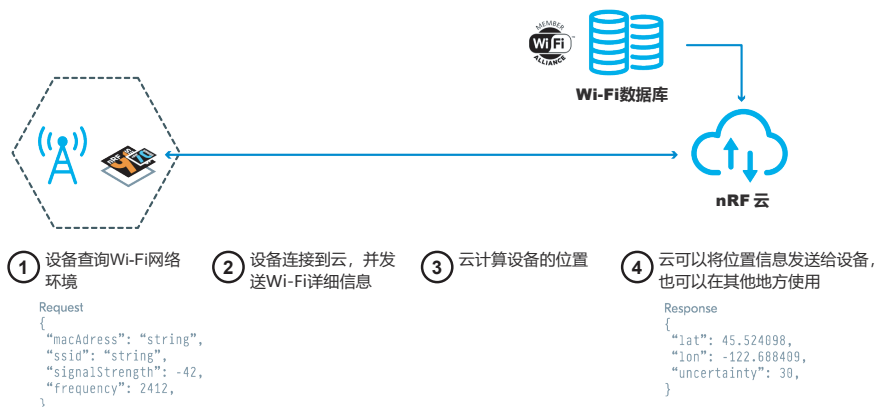 MEMBER
Wi Fi
ALLIANCE
Wi-Fi数据库
nRF 云
1 设备查询Wi-Fi网络
环境
2 设备连接到云，并发
送Wi-Fi详细信息
3 云计算设备的位置
4 云可以将位置信息发送给设备，
也可以在其他地方使用
Request
{
“macAdress”: “string”,
“ssid”: “string”,
“signalStrength”: -42,
“frequency”: 2412,
}
Response
{
“lat”: 45.524098,
“lon”: -122.688409,
“uncertainty”: 30,
}